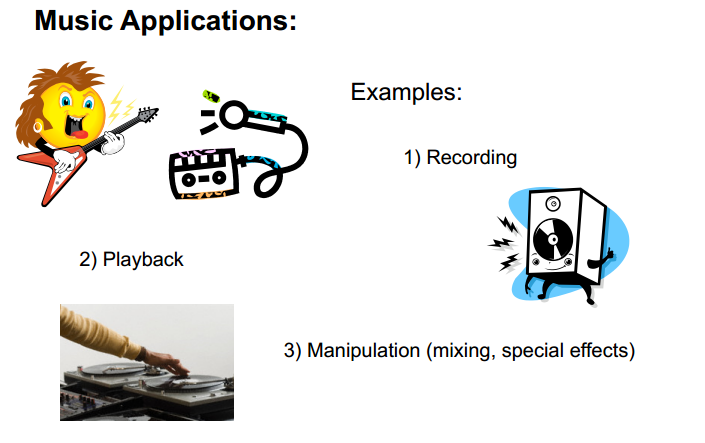 Music Applications:
Examples:
1) Recording
2) Playback
3) Manipulation (mixing, special effects)